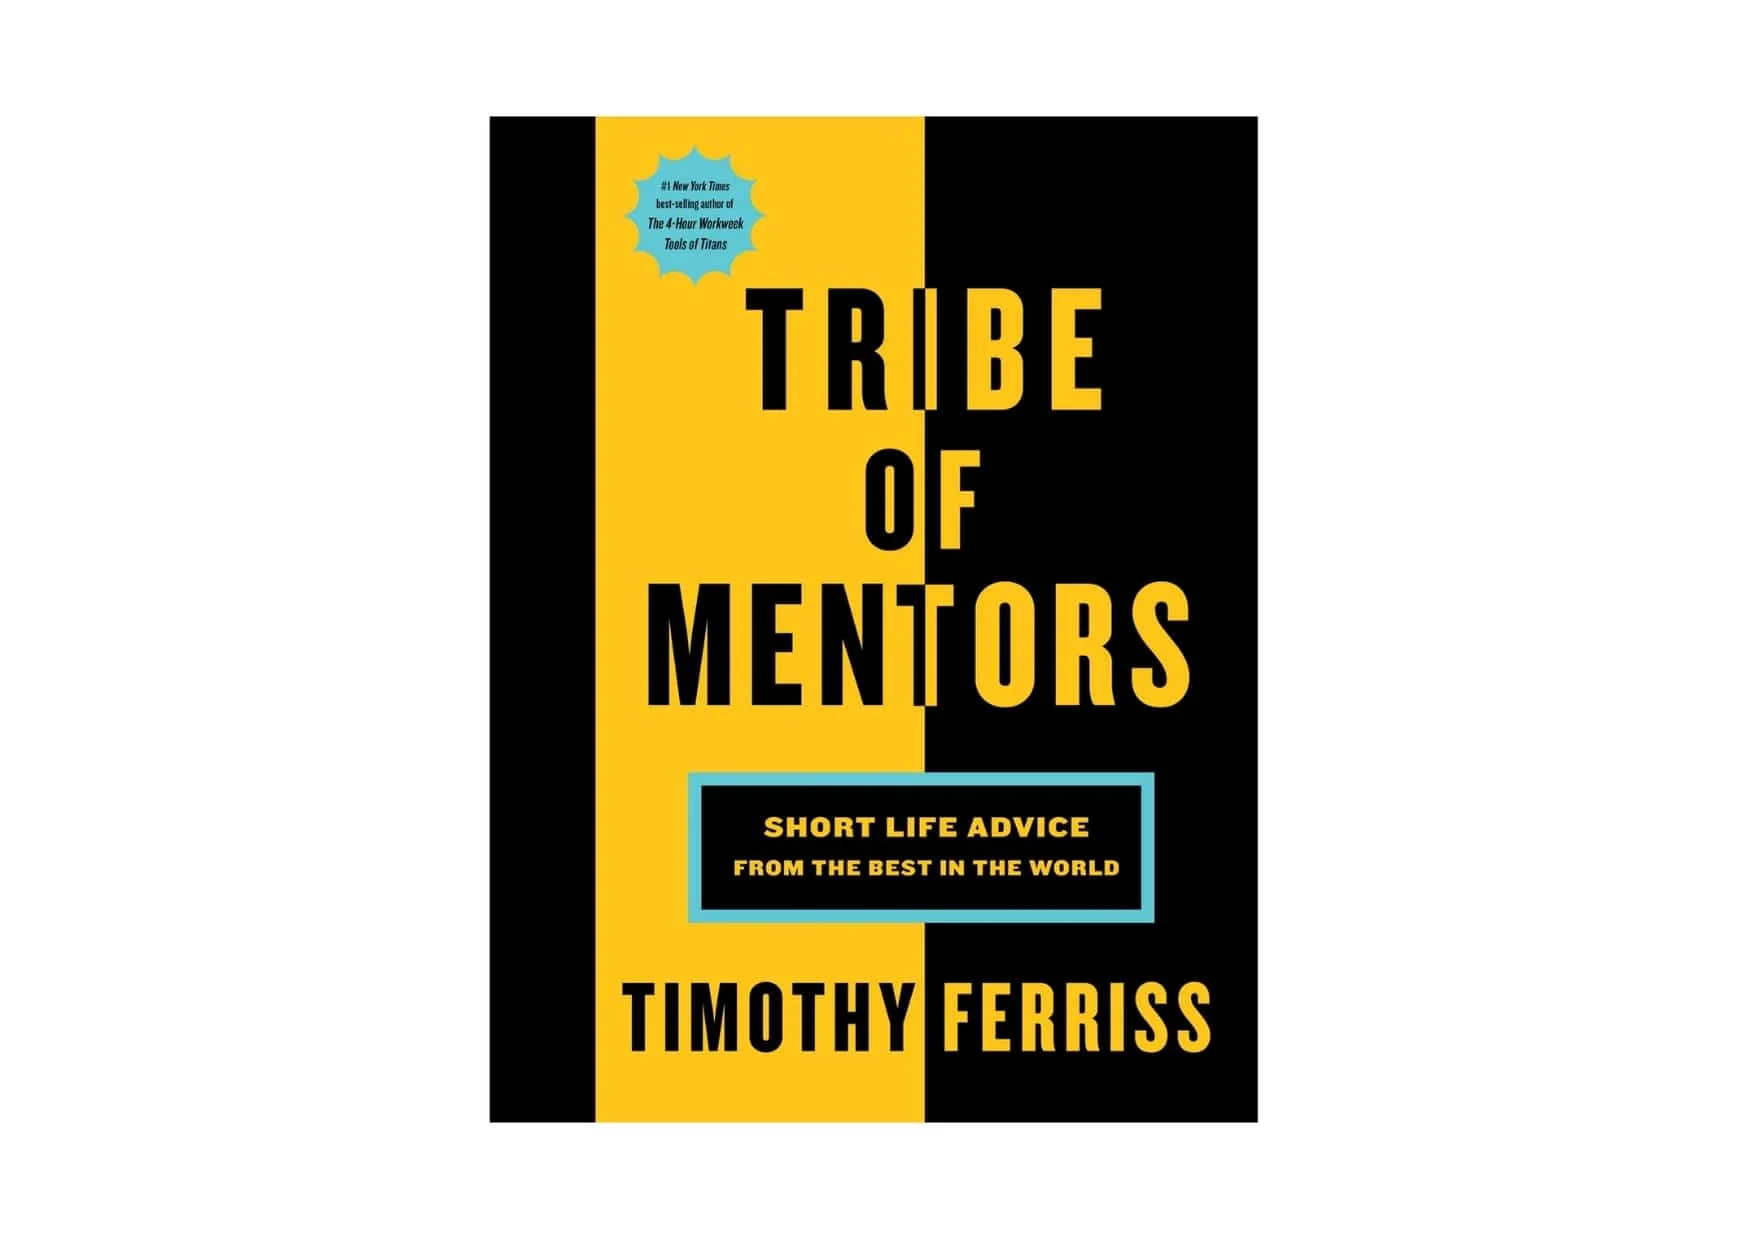 #1 New York Times
best-selling author of
The 4-Hour Workweek
Tools of Titans
TRIBE
OF
MENTORS
SHORT LIFE ADVICE
FROM THE BEST IN THE WORLD
TIMOTHY FERRISS